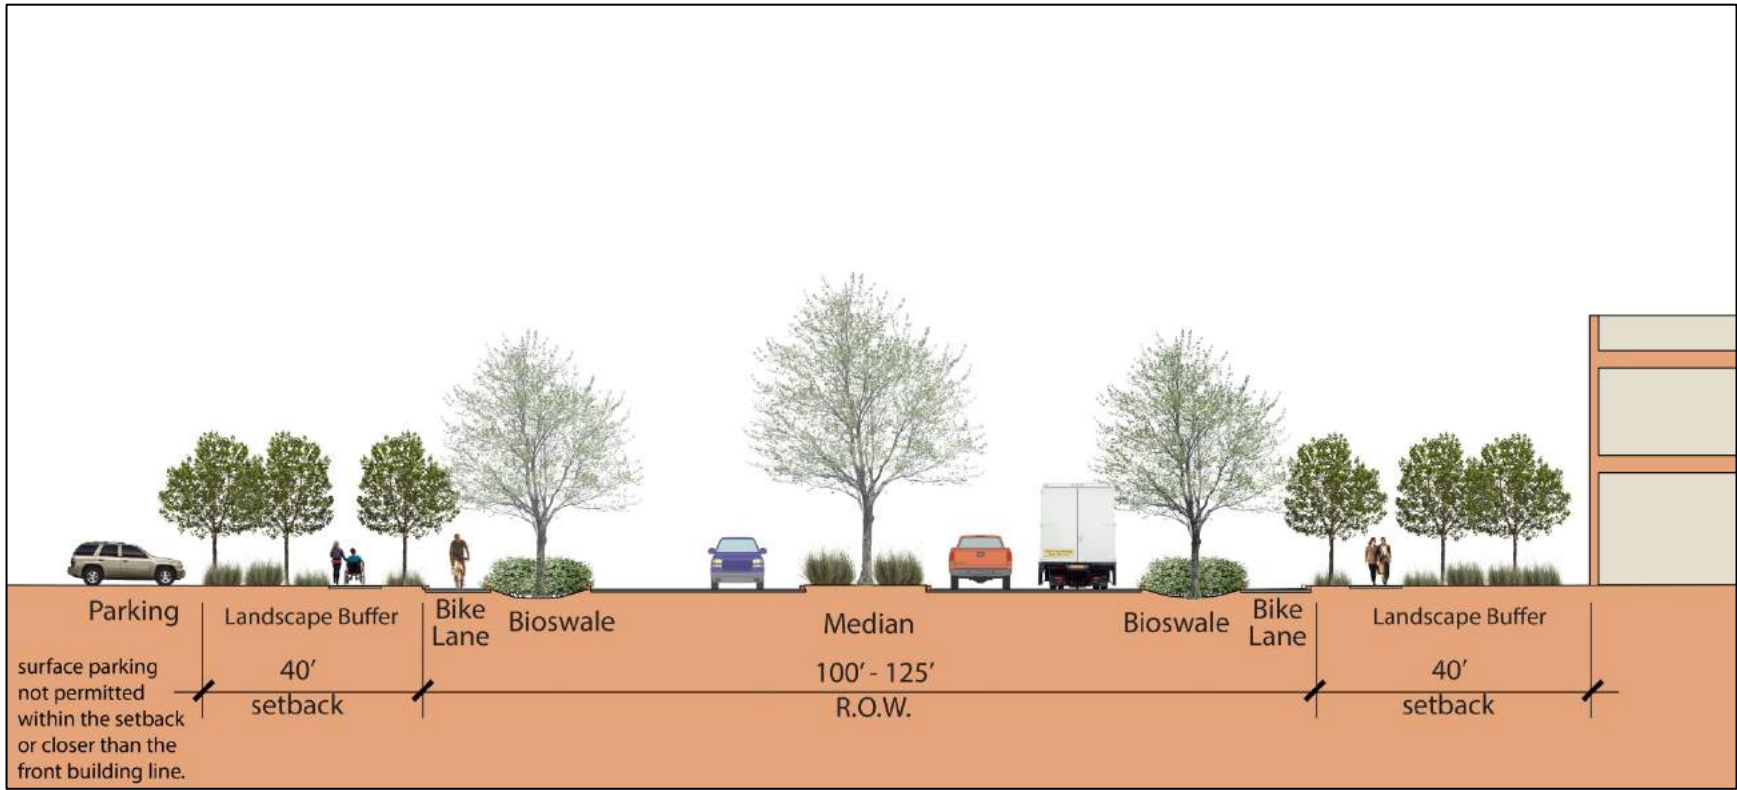 Parking
Landscape Buffer
Bike
Lane
Bioswale
Median
Bioswale
Bike
Lane
Landscape Buffer
surface parking
not permitted
within the setback
or closer than the
front building line.
40'
setback
100' - 125'
R.O.W.
40'
setback